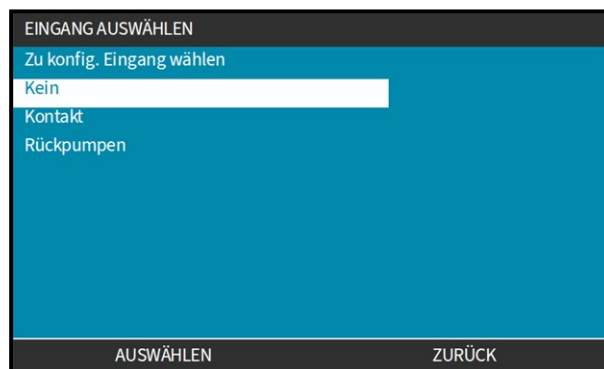 EINGANG AUSWÄHLEN
Zu konfig. Eingang wählen
Kein
Kontakt
Rückpumpen
AUSWÄHLEN ZURÜCK